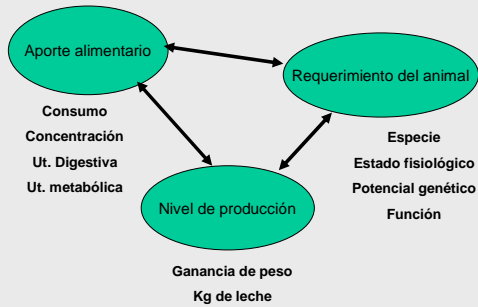 Aporte alimentario
Consumo
Concentración
Ut. Digestiva
Ut. metabólica
Requerimiento del animal
Especie
Estado fisiológico
Potencial genético
Función
Nivel de producción
Ganancia de peso
Kg de leche